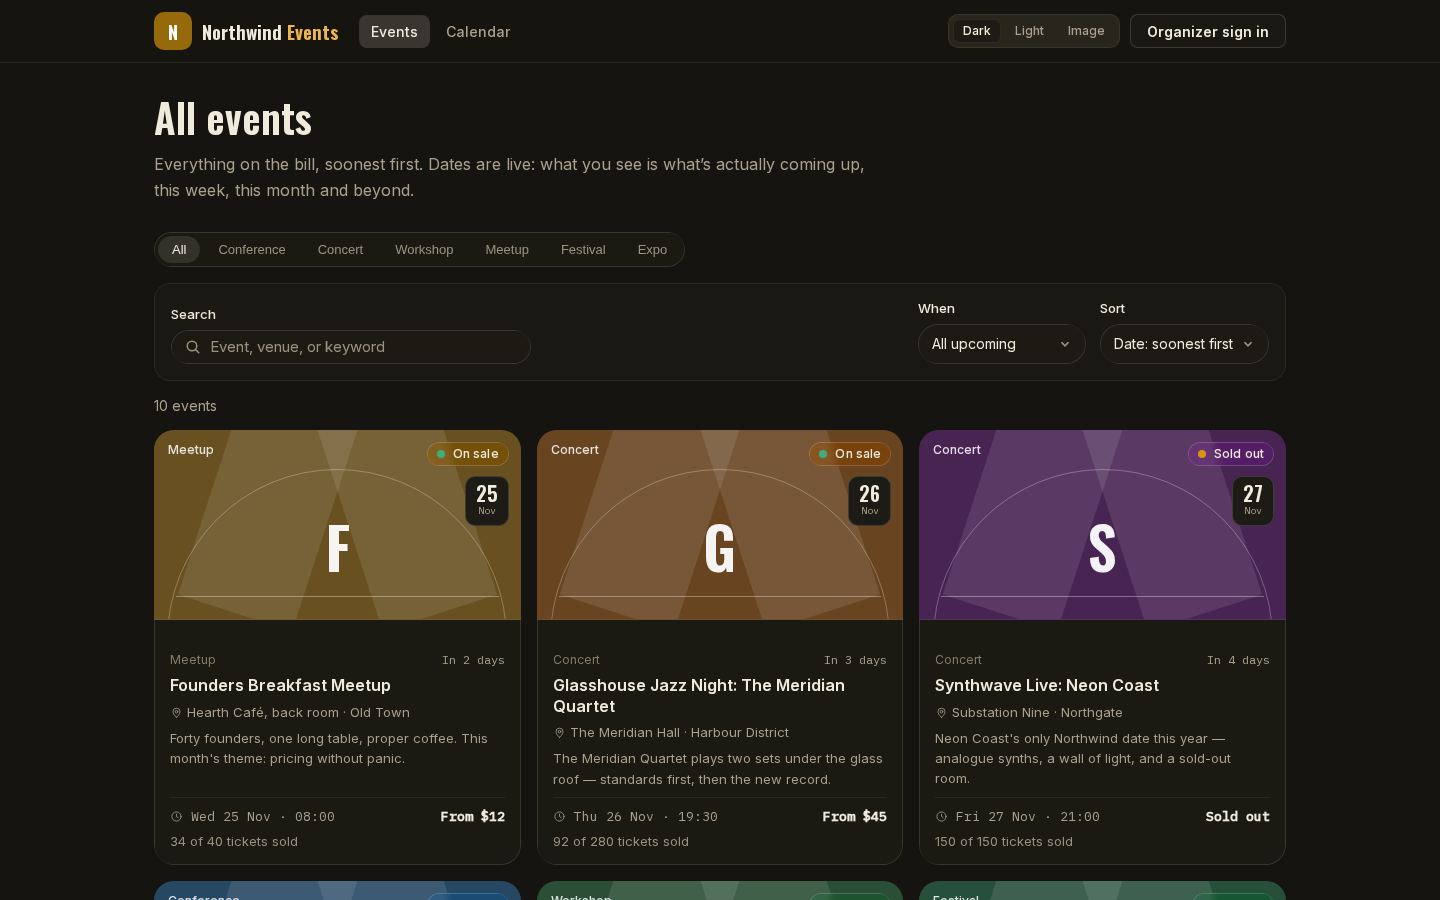 N Northwind Events Events Calendar Dark Light Image Organizer sign in
All events
Everything on the bill, soonest first. Dates are live: what you see is what’s actually coming up,
this week, this month and beyond.
All Conference Concert Workshop Meetup Festival Expo
Search
Event, venue, or keyword
When
All upcoming
Sort
Date: soonest first
10 events
Meetup
On sale
25
Nov
F
Meetup
In 2 days
Founders Breakfast Meetup
Hearth Café, back room · Old Town
Forty founders, one long table, proper coffee. This
month's theme: pricing without panic.
Wed 25 Nov · 08:00
From $12
34 of 40 tickets sold
Concert
On sale
26
Nov
G
Concert
In 3 days
Glasshouse Jazz Night: The Meridian
Quartet
The Meridian Hall · Harbour District
The Meridian Quartet plays two sets under the glass
roof — standards first, then the new record.
Thu 26 Nov · 19:30
From $45
92 of 280 tickets sold
Concert
Sold out
27
Nov
S
Concert
In 4 days
Synthwave Live: Neon Coast
Substation Nine · Northgate
Neon Coast's only Northwind date this year —
analogue synths, a wall of light, and a sold-out
room.
Fri 27 Nov · 21:00
Sold out
150 of 150 tickets sold
Conference
Workshop
Festival